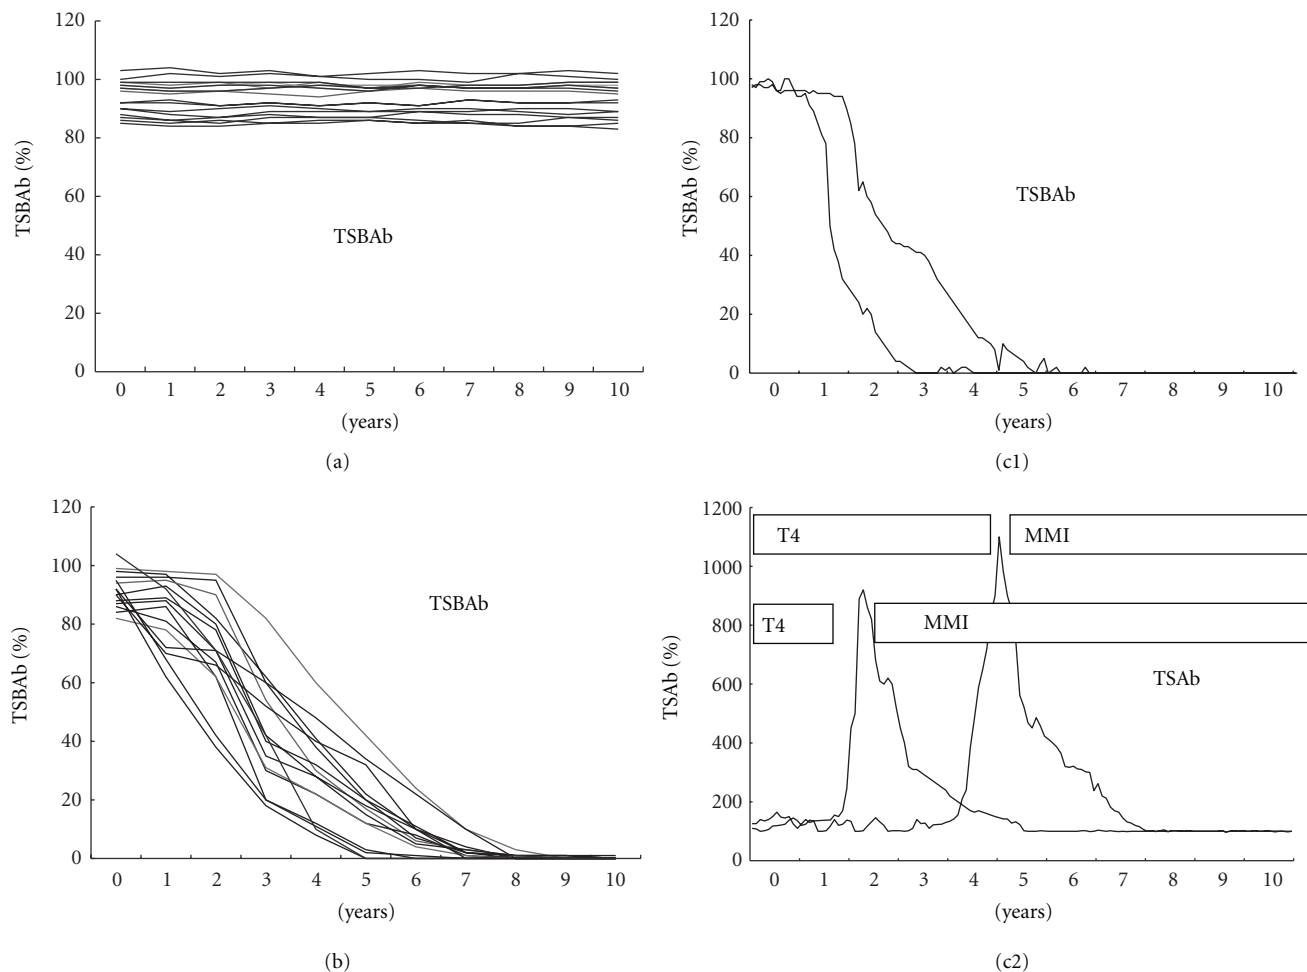 120
100
80
60
40
20
0
TSBAb (%)
TSBAb
0 1 2 3 4 5 6 7 8 9 10
(years)
(a)
120
100
80
60
40
20
0
TSBAb (%)
TSBAb
0 1 2 3 4 5 6 7 8 9 10
(years)
(c1)
120
100
80
60
40
20
0
TSBAb (%)
TSBAb
0 1 2 3 4 5 6 7 8 9 10
(years)
(b)
1200
1000
800
600
400
200
0
TSAb (%)
T4 MMI
T4 MMI
TSAb
0 1 2 3 4 5 6 7 8 9 10
(years)
(c2)